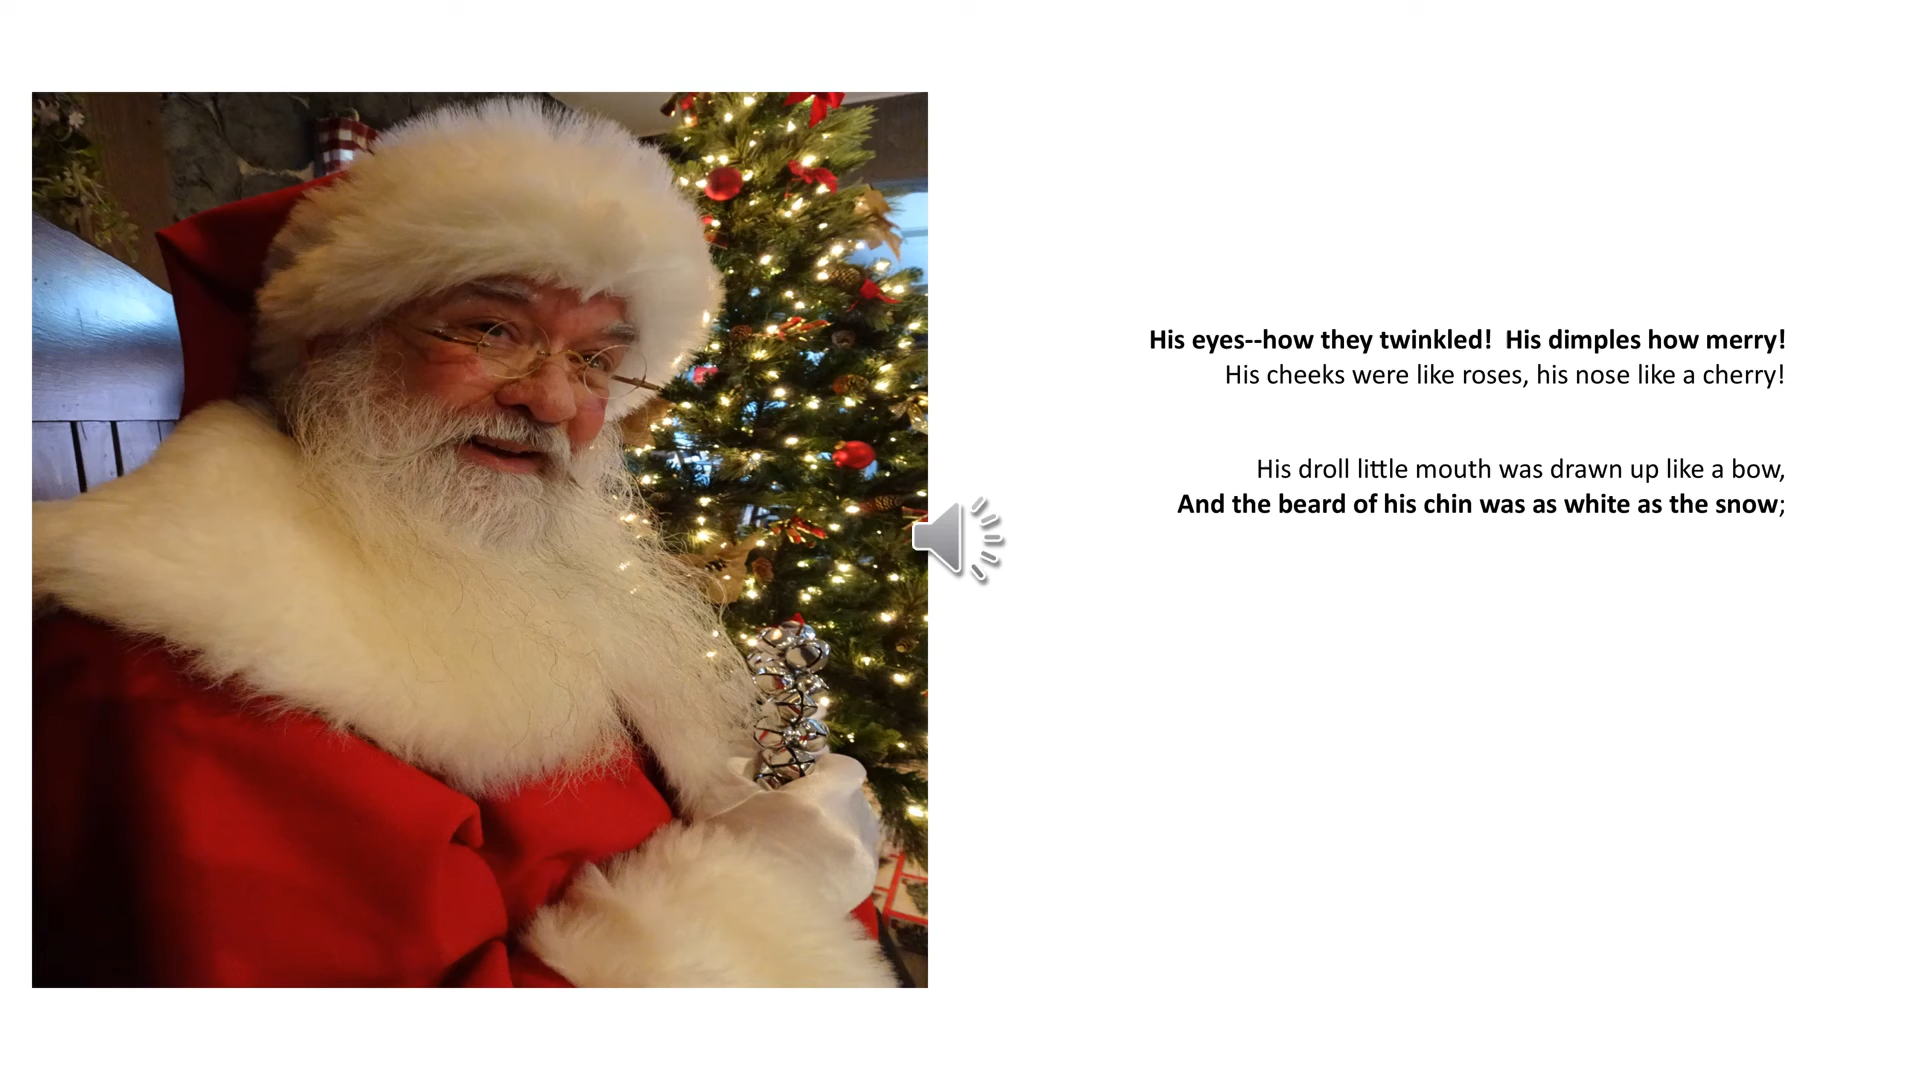 His eyes--how they twinkled!  His dimples how merry!
His cheeks were like roses, his nose like a cherry!
His droll little mouth was drawn up like a bow,
And the beard of his chin was as white as the snow;